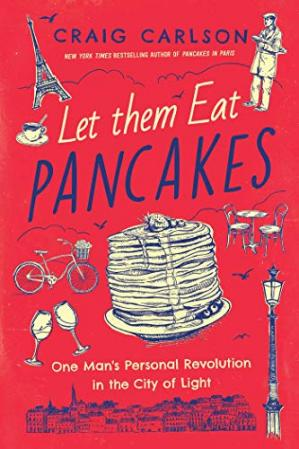 CRAIG CARLSON
NEW YORK TIMES BESTSELLING AUTHOR OF PANCAKES IN PARIS
Let them Eat
PANCAKES
One Man's Personal Revolution
in the City of Light